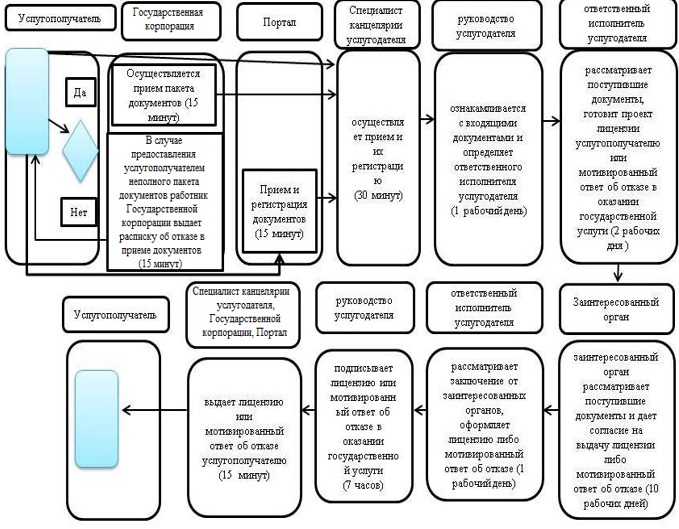 Услугополучатель
Государственная
корпорация
Портал
Специалист
канцелярии
услугодателя
руководство
услугодателя
ответственный
исполнитель
услугодателя
Да
Нет
Осуществляется
прием пакета
документов (15
минут)
В случае
предоставления
услугополучателем
неполного пакета
документов работник
Государственной
корпорации выдает
расписку об отказе в
приеме документов
(15 минут)
Прием и
регистрация
документов
(15 минут)
осуществля
ет прием и
их
регистраци
ю
(30 минут)
ознакамливается
с входящими
документами и
определяет
ответственного
исполнителя
услугодателя
(1 рабочий день)
рассматривает
поступившие
документы,
готовит проект
лицензии
услугополучателю
или
мотивированный
ответ об отказе в
оказании
государственной
услуги (2 рабочих
дня )
Услугополучатель
Специалист канцелярии
услугодателя,
Государственной
корпорации, Портал
руководство
услугодателя
ответственный
исполнитель
услугодателя
Заинтересованный
орган
выдает лицензию
или
мотивированный
ответ об отказе
услугополучателю
(15 минут)
подписывает
лицензию или
мотивированн
ый ответ об
отказе в
оказании
государственно
й услуги
(7 часов)
рассматривает
заключение от
заинтересованных
органов,
оформляет
лицензию либо
мотивированный
ответ об отказе (1
рабочий день)
заинтересованный
орган
рассматривает
поступившие
документы и дает
согласие на
выдачу лицензии
либо
мотивированный
ответ об отказе (10
рабочих дней)